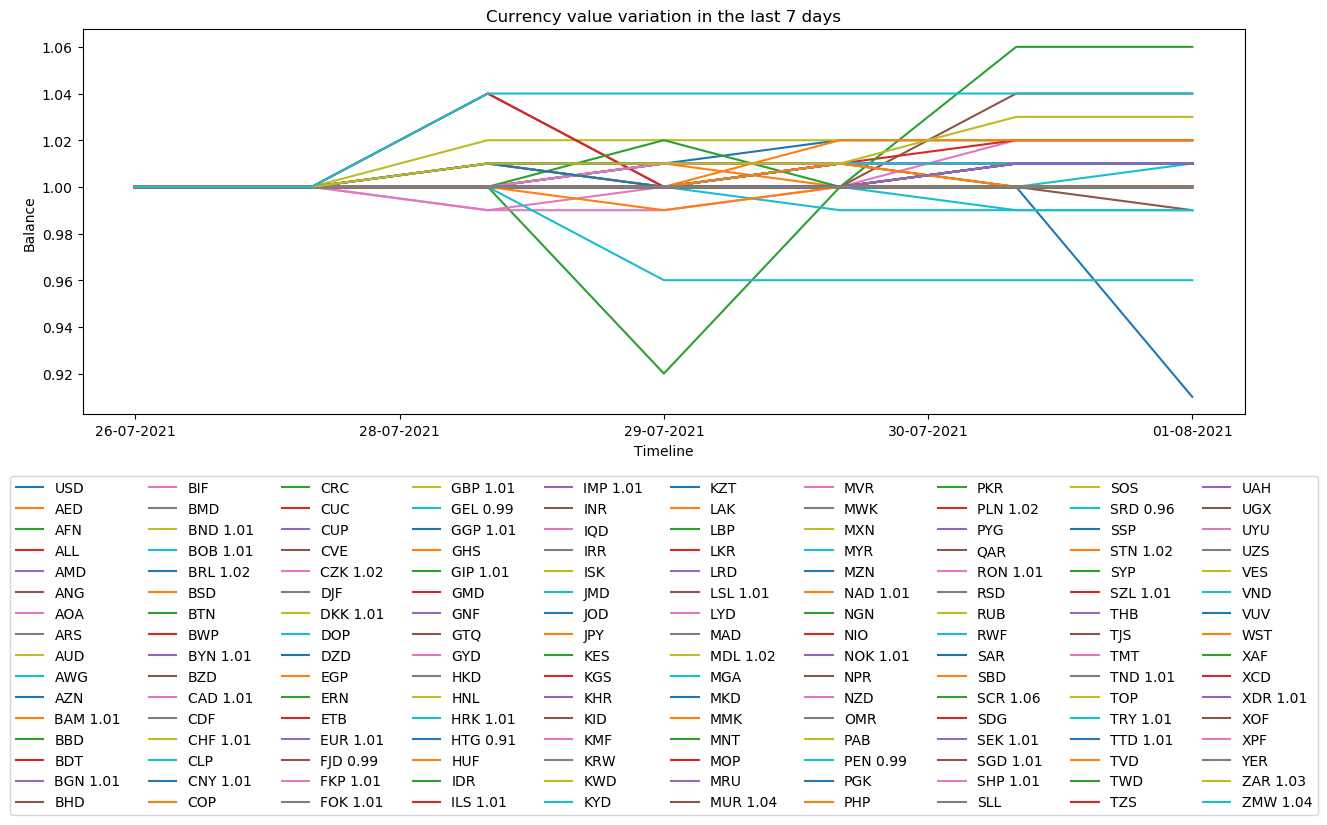 Currency value variation in the last 7 days
1.06
1.04
1.02
1.00
0.98
0.96
0.94
0.92
Balance
26-07-2021
28-07-2021
29-07-2021
30-07-2021
01-08-2021
Timeline
USD
AED
AFN
ALL
AMD
ANG
AOA
ARS
AUD
AWG
AZN
BAM 1.01
BBD
BDT
BGN 1.01
BHD
BIF
BMD
BND 1.01
BOB 1.01
BRL 1.02
BSD
BTN
BWP
BYN 1.01
BZD
CAD 1.01
CDF
CHF 1.01
CLP
CNY 1.01
COP
CRC
CUC
CUP
CVE
CZK 1.02
DJF
DKK 1.01
DOP
DZD
EGP
ERN
ETB
EUR 1.01
FJD 0.99
FKP 1.01
FOK 1.01
GBP 1.01
GEL 0.99
GGP 1.01
GHS
GIP 1.01
GMD
GNF
GTQ
GYD
HKD
HNL
HRK 1.01
HTG 0.91
HUF
IDR
ILS 1.01
IMP 1.01
INR
IQD
IRR
ISK
JMD
JOD
JPY
KES
KGS
KHR
KID
KMF
KRW
KWD
KYD
KZT
LAK
LBP
LKR
LRD
LSL 1.01
LYD
MAD
MDL 1.02
MGA
MKD
MMK
MNT
MOP
MRU
MUR 1.04
MVR
MWK
MXN
MYR
MZN
NAD 1.01
NGN
NIO
NOK 1.01
NPR
NZD
OMR
PAB
PEN 0.99
PGK
PHP
PKR
PLN 1.02
PYG
QAR
RON 1.01
RSD
RUB
RWF
SAR
SBD
SCR 1.06
SDG
SEK 1.01
SGD 1.01
SHP 1.01
SLL
SOS
SRD 0.96
SSP
STN 1.02
SYP
SZL 1.01
THB
TJS
TMT
TND 1.01
TOP
TRY 1.01
TTD 1.01
TVD
TWD
TZS
UAH
UGX
UYU
UZS
VES
VND
VUV
WST
XAF
XCD
XDR 1.01
XOF
XPF
YER
ZAR 1.03
ZMW 1.04